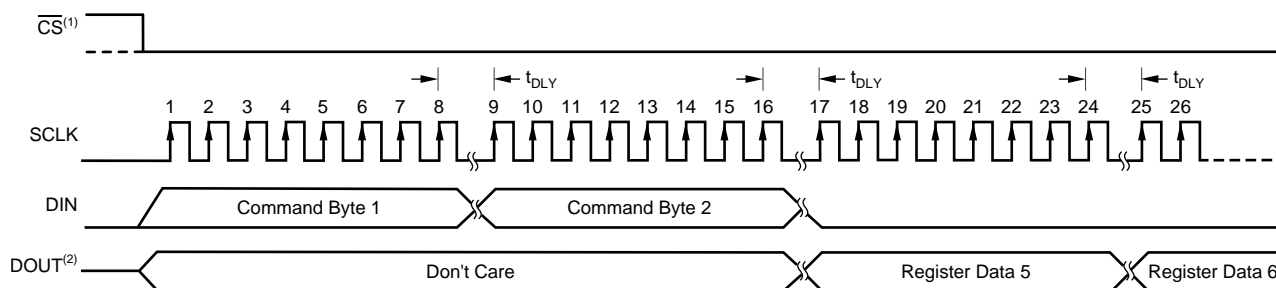 CS(1)
tDLY tDLY tDLY
1 2 3 4 5 6 7 8 9 10 11 12 13 14 15 16 17 18 19 20 21 22 23 24 25 26
SCLK
DIN Command Byte 1 Command Byte 2
DOUT(2) Don't Care Register Data 5 Register Data 6